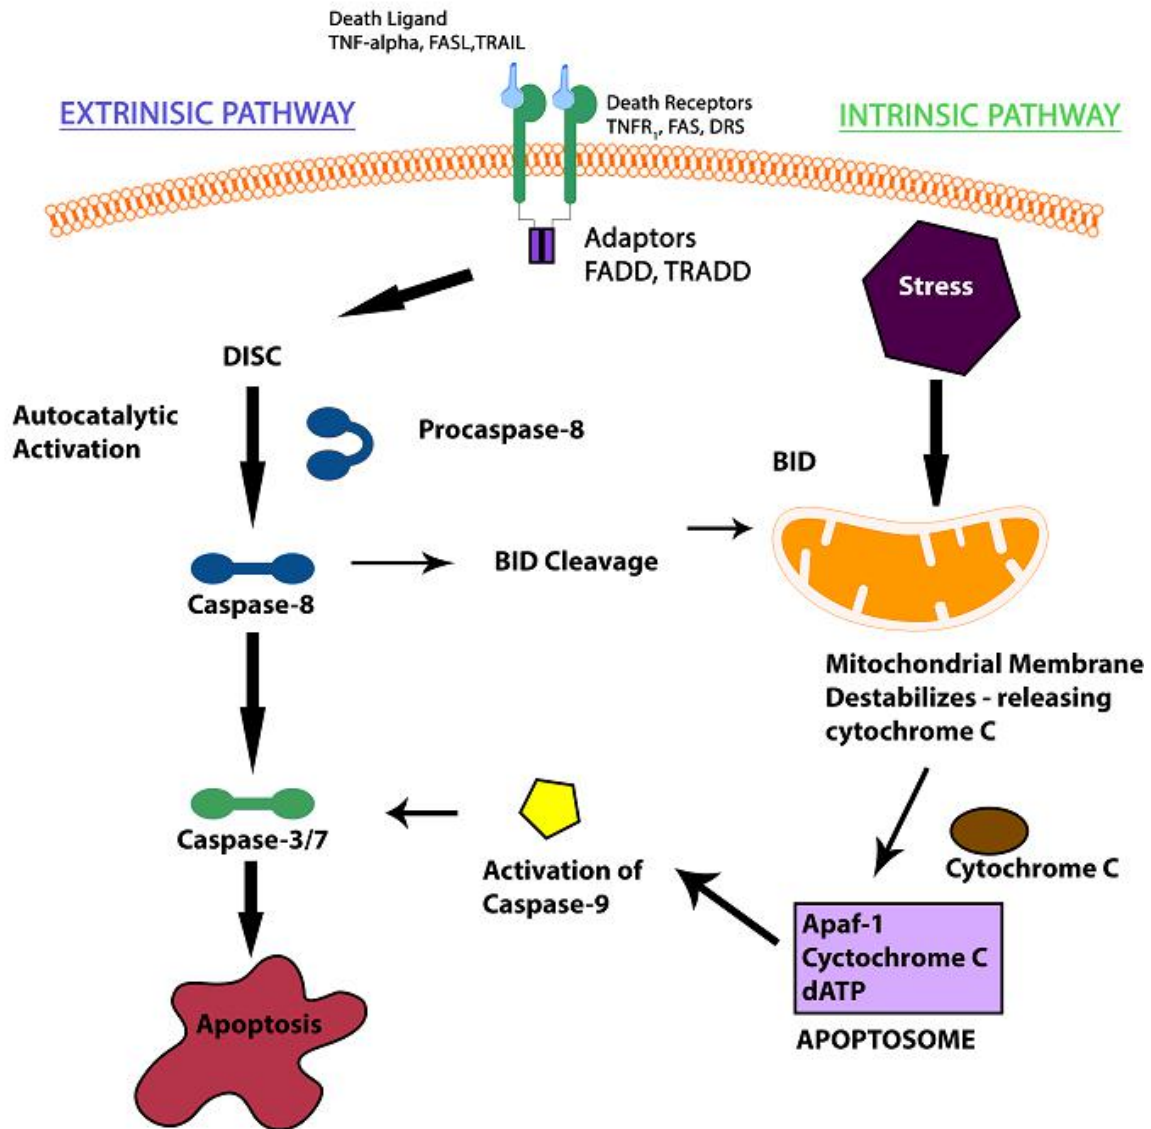 Death Ligand
TNF-alpha, FASL,TRAIL
EXTRINISIC PATHWAY
Death Receptors
TNFR₁, FAS, DRS
INTRINSIC PATHWAY
Adaptors
FADD, TRADD
Stress
DISC
Autocatalytic
Activation
Procaspase-8
BID
BID Cleavage
Caspase-8
Mitochondrial Membrane
Destabilizes - releasing
cytochrome C
Caspase-3/7
Activation of
Caspase-9
Cytochrome C
Apaf-1
Cyctochrome C
dATP
APOPTOSOME
Apoptosis